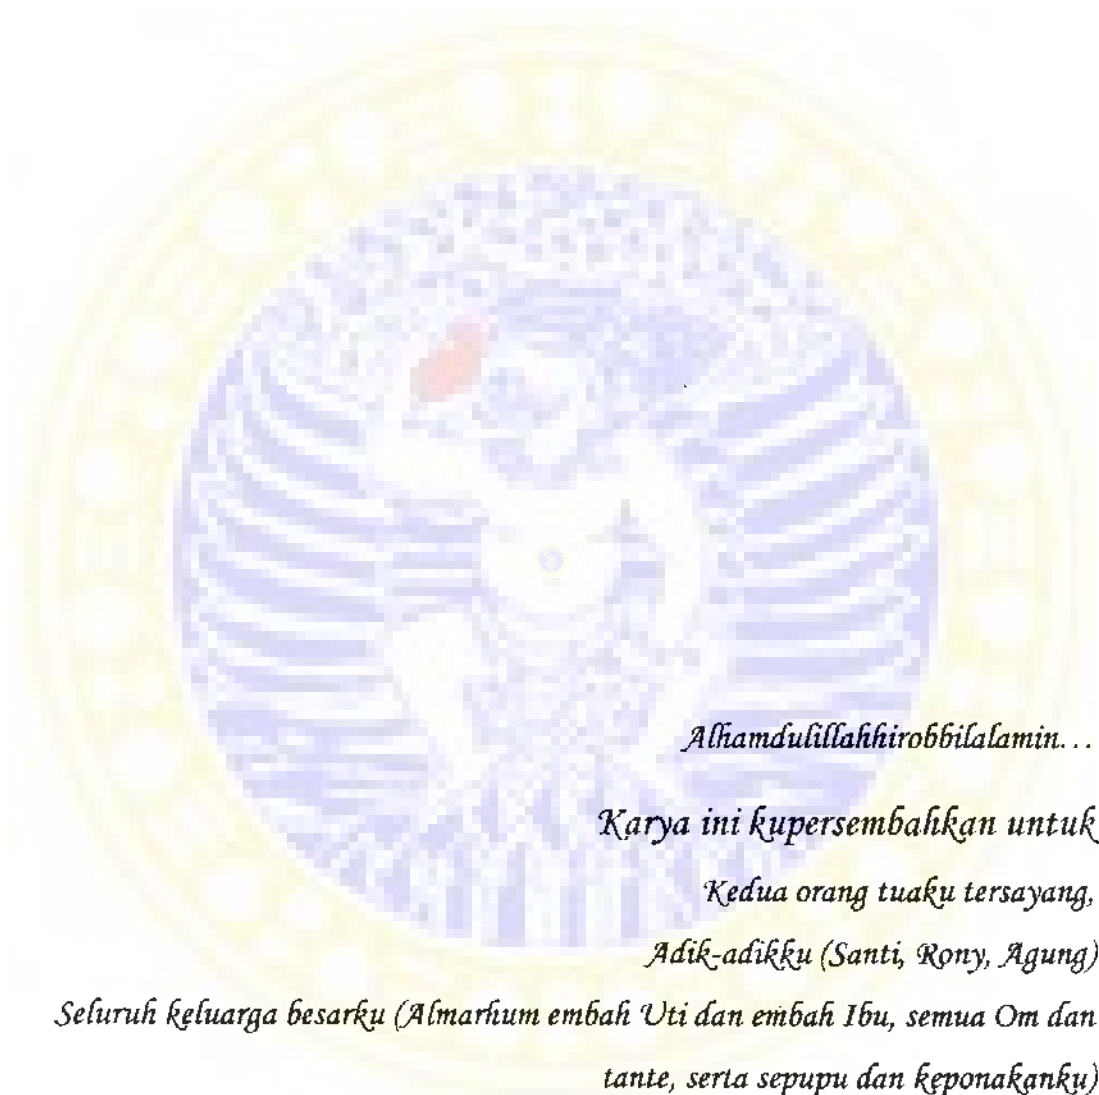 Alhamdulillahhirobbilalamin...
Karya ini kupersembahkan untuk
Kedua orang tuaku tersayang,
Adik-adikku (Santi, Rony, Agung)
Seluruh keluarga besarku (Almarhum embah Uti dan embah Ibu, semua Om dan
tante, serta sepupu dan keponakanku)